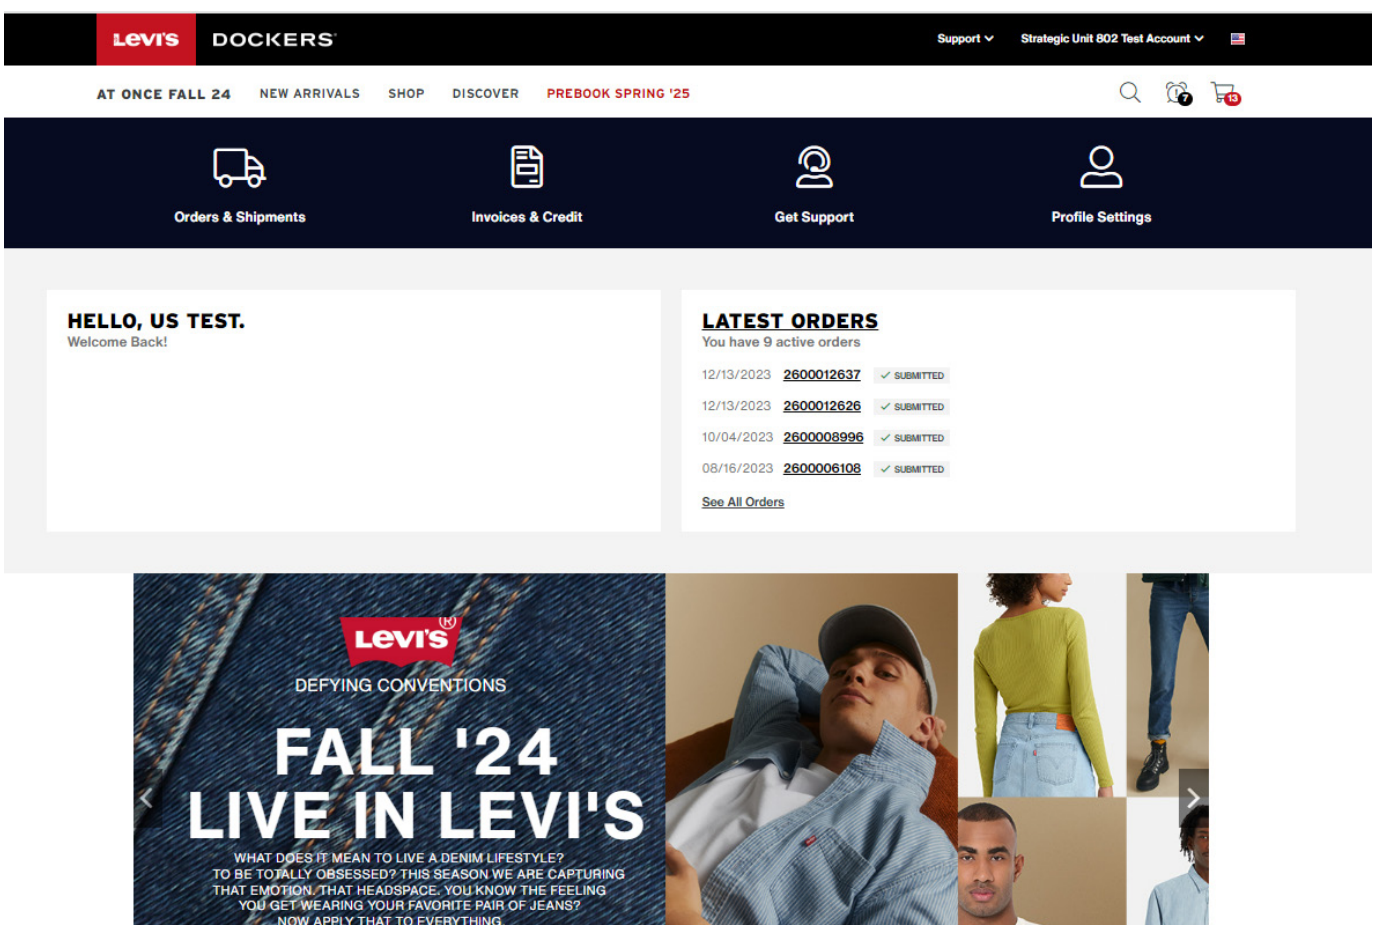 Levi's DOCKERS Support Strategic Unit 802 Test Account
AT ONCE FALL 24 NEW ARRIVALS SHOP DISCOVER PREBOOK SPRING '25 7 13
Orders & Shipments Invoices & Credit Get Support Profile Settings
HELLO, US TEST.
Welcome Back!
LATEST ORDERS
You have 9 active orders
12/13/2023 2600012637 ✓ SUBMITTED
12/13/2023 2600012626 ✓ SUBMITTED
10/04/2023 2600008996 ✓ SUBMITTED
08/16/2023 2600006108 ✓ SUBMITTED
See All Orders
Levi's ®
DEFYING CONVENTIONS
FALL '24
LIVE IN LEVI'S
WHAT DOES IT MEAN TO LIVE A DENIM LIFESTYLE?
TO BE TOTALLY OBSESSED? THIS SEASON WE ARE CAPTURING
THAT EMOTION. THAT HEADSPACE. YOU KNOW THE FEELING
YOU GET WEARING YOUR FAVORITE PAIR OF JEANS?
NOW APPLY THAT TO EVERYTHING.